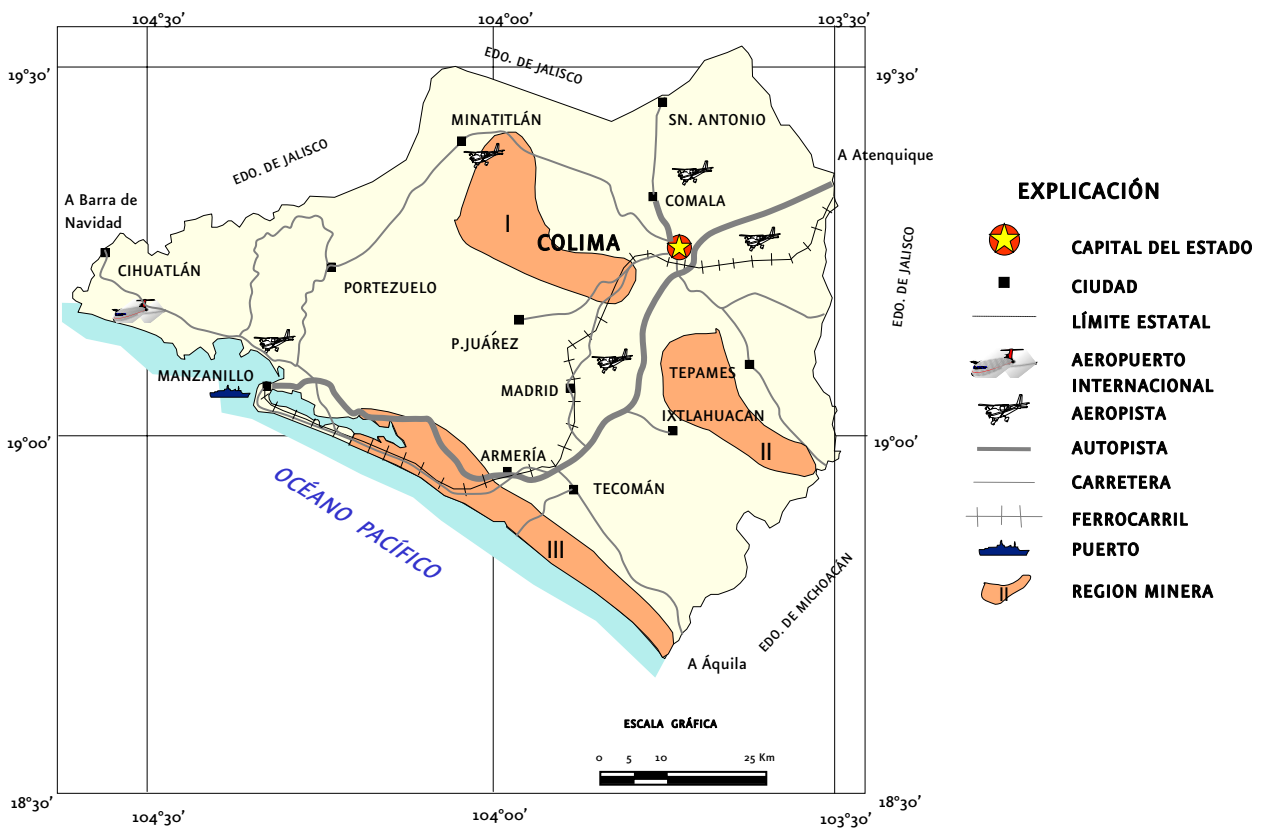 104°30’
104°00’
103°30’
19°30’
19°30’
EDO. DE JALISCO
MINATITLÁN
SN. ANTONIO
EDO. DE JALISCO
A Atenquique
A Barra de
Navidad
COMALA
I
COLIMA
EDO. DE JALISCO
CIHUATLÁN
PORTEZUELO
P.JUÁREZ
MANZANILLO
MADRID
TEPAMES
IXTLAHUACAN
19°00’
19°00’
II
ARMERÍA
TECOMÁN
OCÉANO PACÍFICO
III
EDO. DE MICHOACÁN
A Áquila
ESCALA GRÁFICA
0 5 10 25 Km
18°30’
18°30’
104°30’
104°00’
103°30’
EXPLICACIÓN
CAPITAL DEL ESTADO
CIUDAD
LÍMITE ESTATAL
AEROPUERTO
INTERNACIONAL
AEROPISTA
AUTOPISTA
CARRETERA
FERROCARRIL
PUERTO
II
REGION MINERA